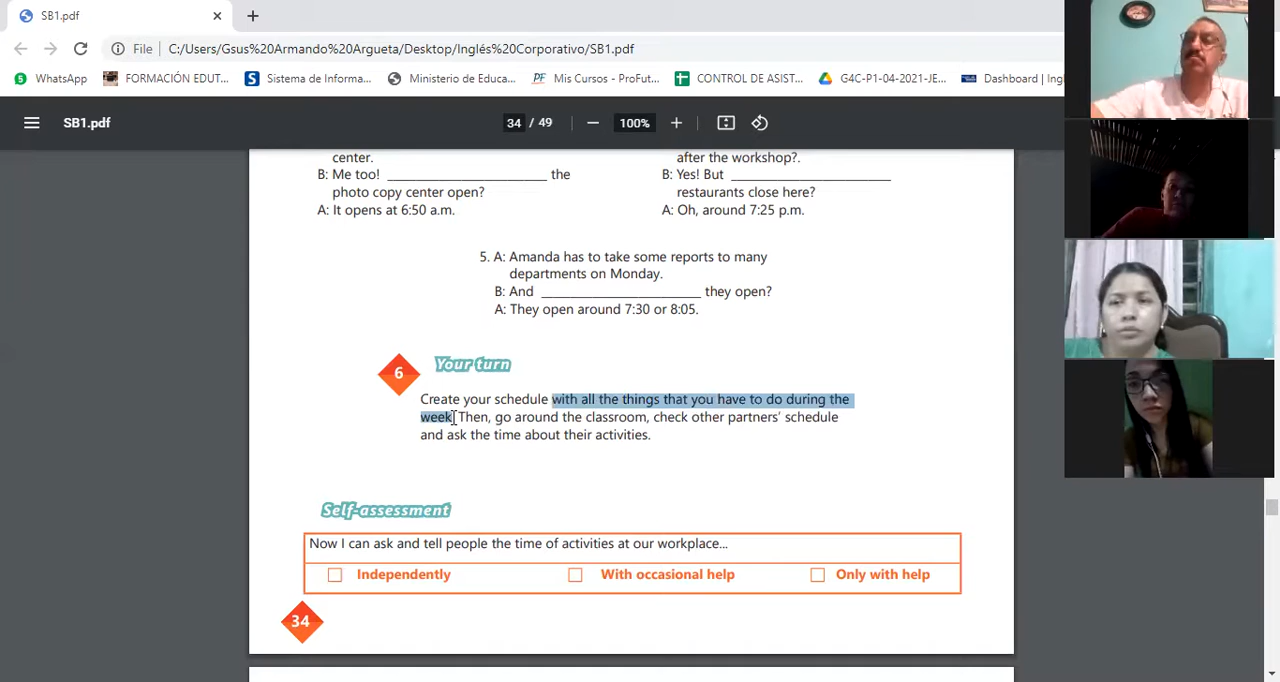 SB1.pdf
File
C:/Users/Gsus%20Armando%20Argueta/Desktop/Inglés%20Corporativo/SB1.pdf
WhatsApp
FORMACIÓN EDUT...
Sistema de Informa...
Ministerio de Educa...
Mis Cursos — ProFut...
CONTROL DE ASIST...
G4C-P1-04-2021-JE...
Dashboard | Ingl
SB1.pdf
34 / 49
100%
center.
B: Me too! ____________________ the
photo copy center open?
A: It opens at 6:50 a.m.
after the workshop?.
B: Yes! But ____________________
restaurants close here?
A: Oh, around 7:25 p.m.
5. A: Amanda has to take some reports to many
departments on Monday.
B: And ____________________ they open?
A: They open around 7:30 or 8:05.
6
Your turn
Create your schedule with all the things that you have to do during the
week. Then, go around the classroom, check other partners’ schedule
and ask the time about their activities.
Self-assessment
Now I can ask and tell people the time of activities at our workplace...
Independently
With occasional help
Only with help
34